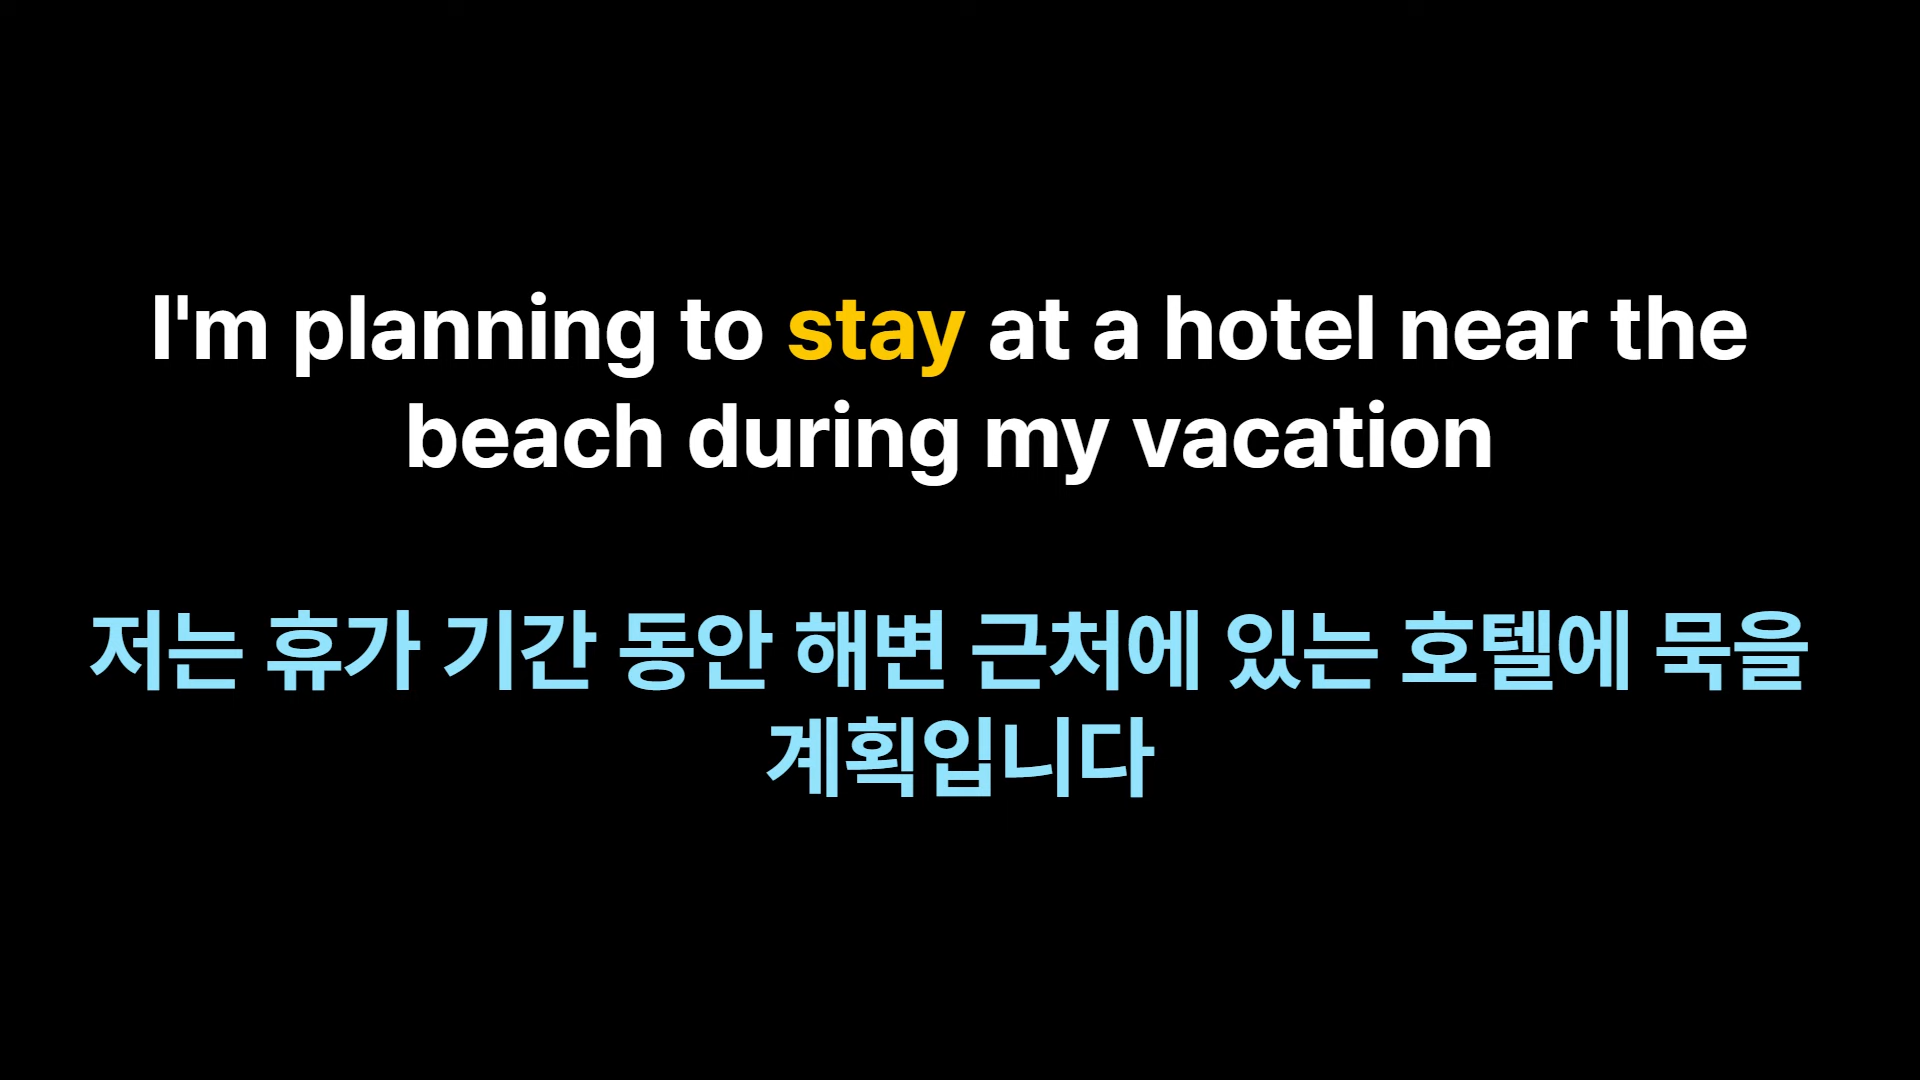 I'm planning to stay at a hotel near the
beach during my vacation
저는 휴가 기간 동안 해변 근처에 있는 호텔에 묵을
계획입니다